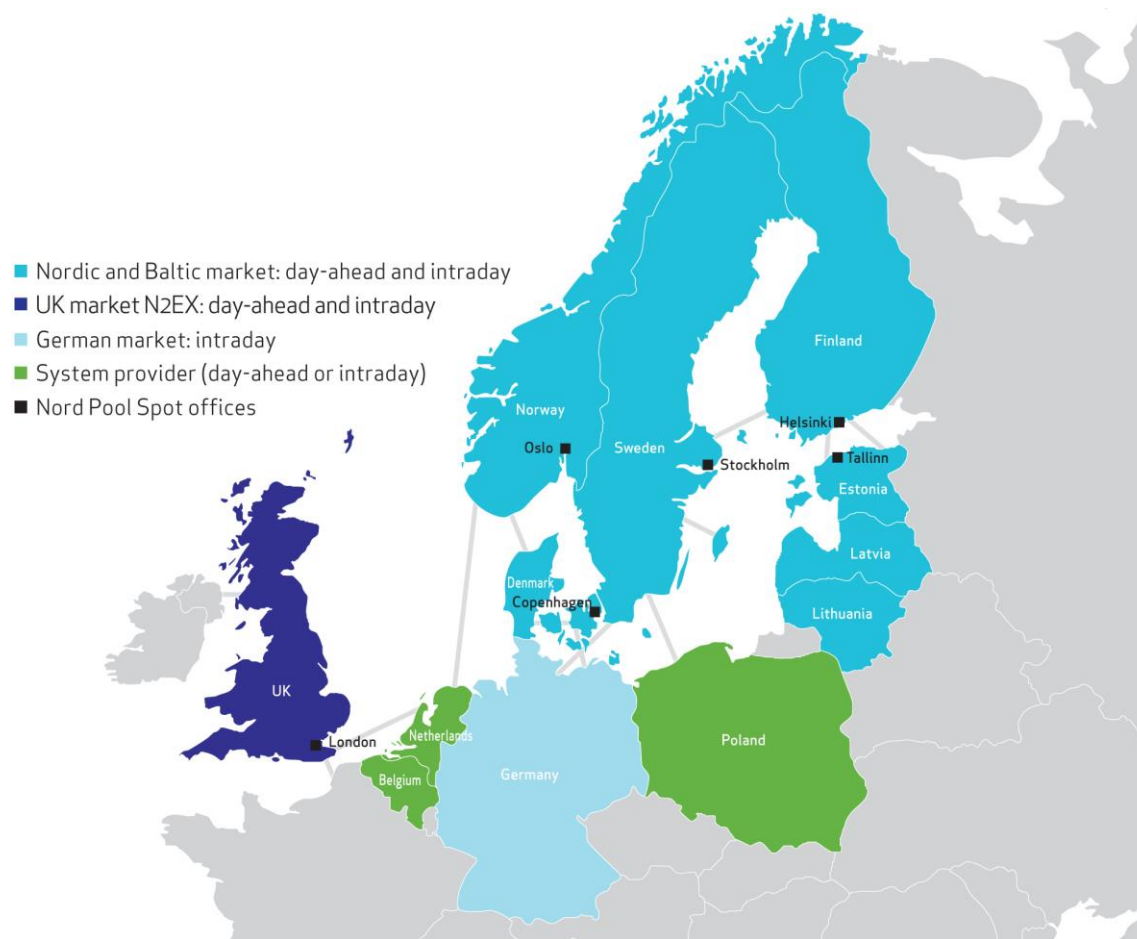 Nordic and Baltic market: day-ahead and intraday
UK market N2EX: day-ahead and intraday
German market: intraday
System provider (day-ahead or intraday)
Nord Pool Spot offices
Finland
Norway
Helsinki
Oslo
Sweden
Stockholm
Tallinn
Estonia
Latvia
Denmark
Copenhagen
Lithuania
UK
London
Netherlands
Poland
Belgium
Germany